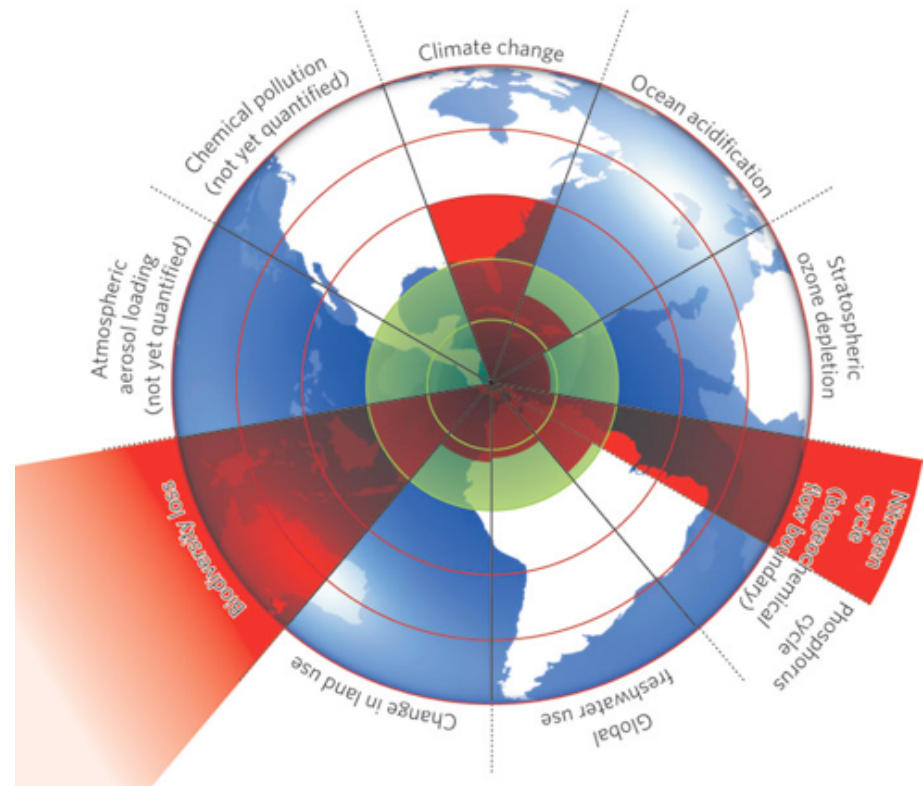 Climate change
Ocean acidification
Stratospheric
ozone depletion
Nitrogen
cycle
(biogeochemical
flow boundary)
Phosphorus
cycle
Global
freshwater use
Change in land use
Biodiversity loss
Atmospheric
aerosol loading
(not yet quantified)
Chemical pollution
(not yet quantified)